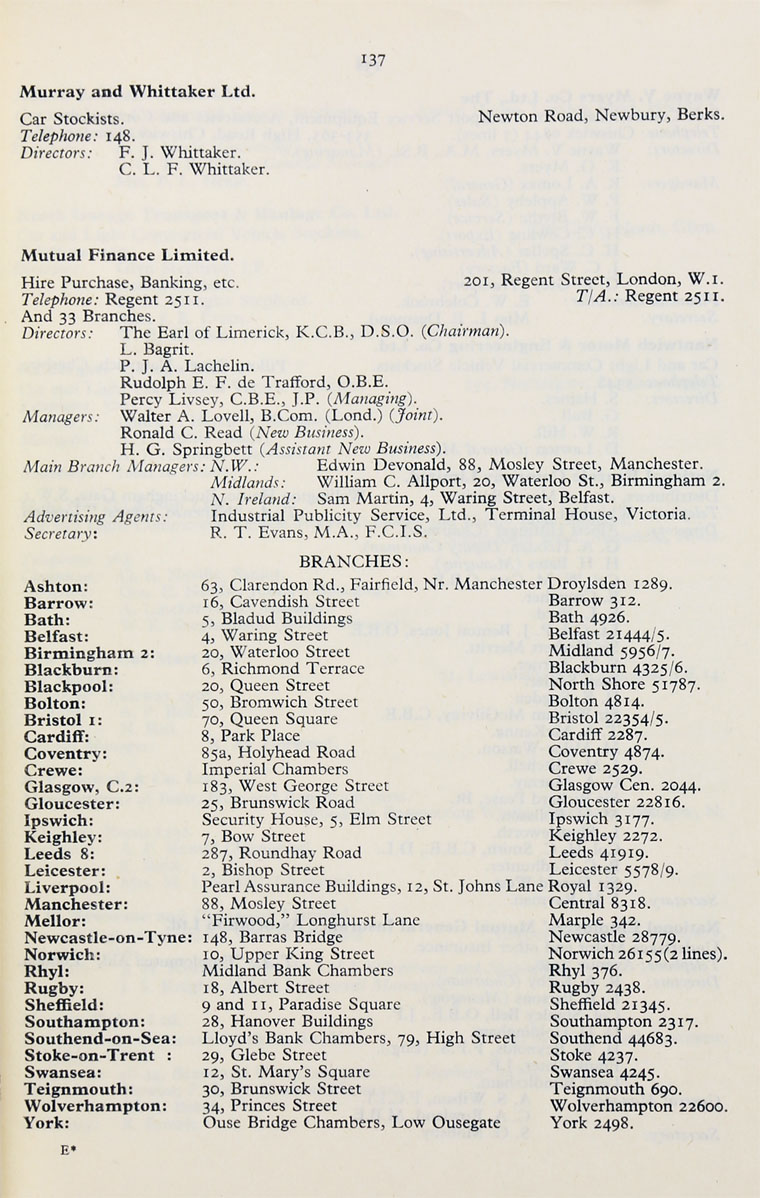 137
Murray and Whittaker Ltd.
Car Stockists. Newton Road, Newbury, Berks.
Telephone: 148.
Directors: F. J. Whittaker.
C. L. F. Whittaker.
Mutual Finance Limited.
Hire Purchase, Banking, etc. 201, Regent Street, London, W.1.
Telephone: Regent 2511. T/A.: Regent 2511.
And 33 Branches.
Directors: The Earl of Limerick, K.C.B., D.S.O. (Chairman).
L. Bagrit.
P. J. A. Lachelin.
Rudolph E. F. de Trafford, O.B.E.
Percy Livsey, C.B.E., J.P. (Managing).
Managers: Walter A. Lovell, B.Com. (Lond.) (Joint).
Ronald C. Read (New Business).
H. G. Springbett (Assistant New Business).
Main Branch Managers: N.W.: Edwin Devonald, 88, Mosley Street, Manchester.
Midlands: William C. Allport, 20, Waterloo St., Birmingham 2.
N. Ireland: Sam Martin, 4, Waring Street, Belfast.
Advertising Agents: Industrial Publicity Service, Ltd., Terminal House, Victoria.
Secretary: R. T. Evans, M.A., F.C.I.S.
BRANCHES:
Ashton: 63, Clarendon Rd., Fairfield, Nr. Manchester Droylsden 1289.
Barrow: 16, Cavendish Street Barrow 312.
Bath: 5, Bladud Buildings Bath 4926.
Belfast: 4, Waring Street Belfast 21444/5.
Birmingham 2: 20, Waterloo Street Midland 5956/7.
Blackburn: 6, Richmond Terrace Blackburn 4325/6.
Blackpool: 20, Queen Street North Shore 51787.
Bolton: 50, Bromwich Street Bolton 4814.
Bristol 1: 70, Queen Square Bristol 22354/5.
Cardiff: 8, Park Place Cardiff 2287.
Coventry: 85a, Holyhead Road Coventry 4874.
Crewe: Imperial Chambers Crewe 2529.
Glasgow, C.2: 183, West George Street Glasgow Cen. 2044.
Gloucester: 25, Brunswick Road Gloucester 22816.
Ipswich: Security House, 5, Elm Street Ipswich 3177.
Keighley: 7, Bow Street Keighley 2272.
Leeds 8: 287, Roundhay Road Leeds 41919.
Leicester: 2, Bishop Street Leicester 5578/9.
Liverpool: Pearl Assurance Buildings, 12, St. Johns Lane Royal 1329.
Manchester: 88, Mosley Street Central 8318.
Mellor: "Firwood," Longhurst Lane Marple 342.
Newcastle-on-Tyne: 148, Barras Bridge Newcastle 28779.
Norwich: 10, Upper King Street Norwich 26155 (2 lines).
Rhyl: Midland Bank Chambers Rhyl 376.
Rugby: 18, Albert Street Rugby 2438.
Sheffield: 9 and 11, Paradise Square Sheffield 21345.
Southampton: 28, Hanover Buildings Southampton 2317.
Southend-on-Sea: Lloyd's Bank Chambers, 79, High Street Southend 44683.
Stoke-on-Trent : 29, Glebe Street Stoke 4237.
Swansea: 12, St. Mary's Square Swansea 4245.
Teignmouth: 30, Brunswick Street Teignmouth 690.
Wolverhampton: 34, Princes Street Wolverhampton 22600.
York: Ouse Bridge Chambers, Low Ousegate York 2498.
E*